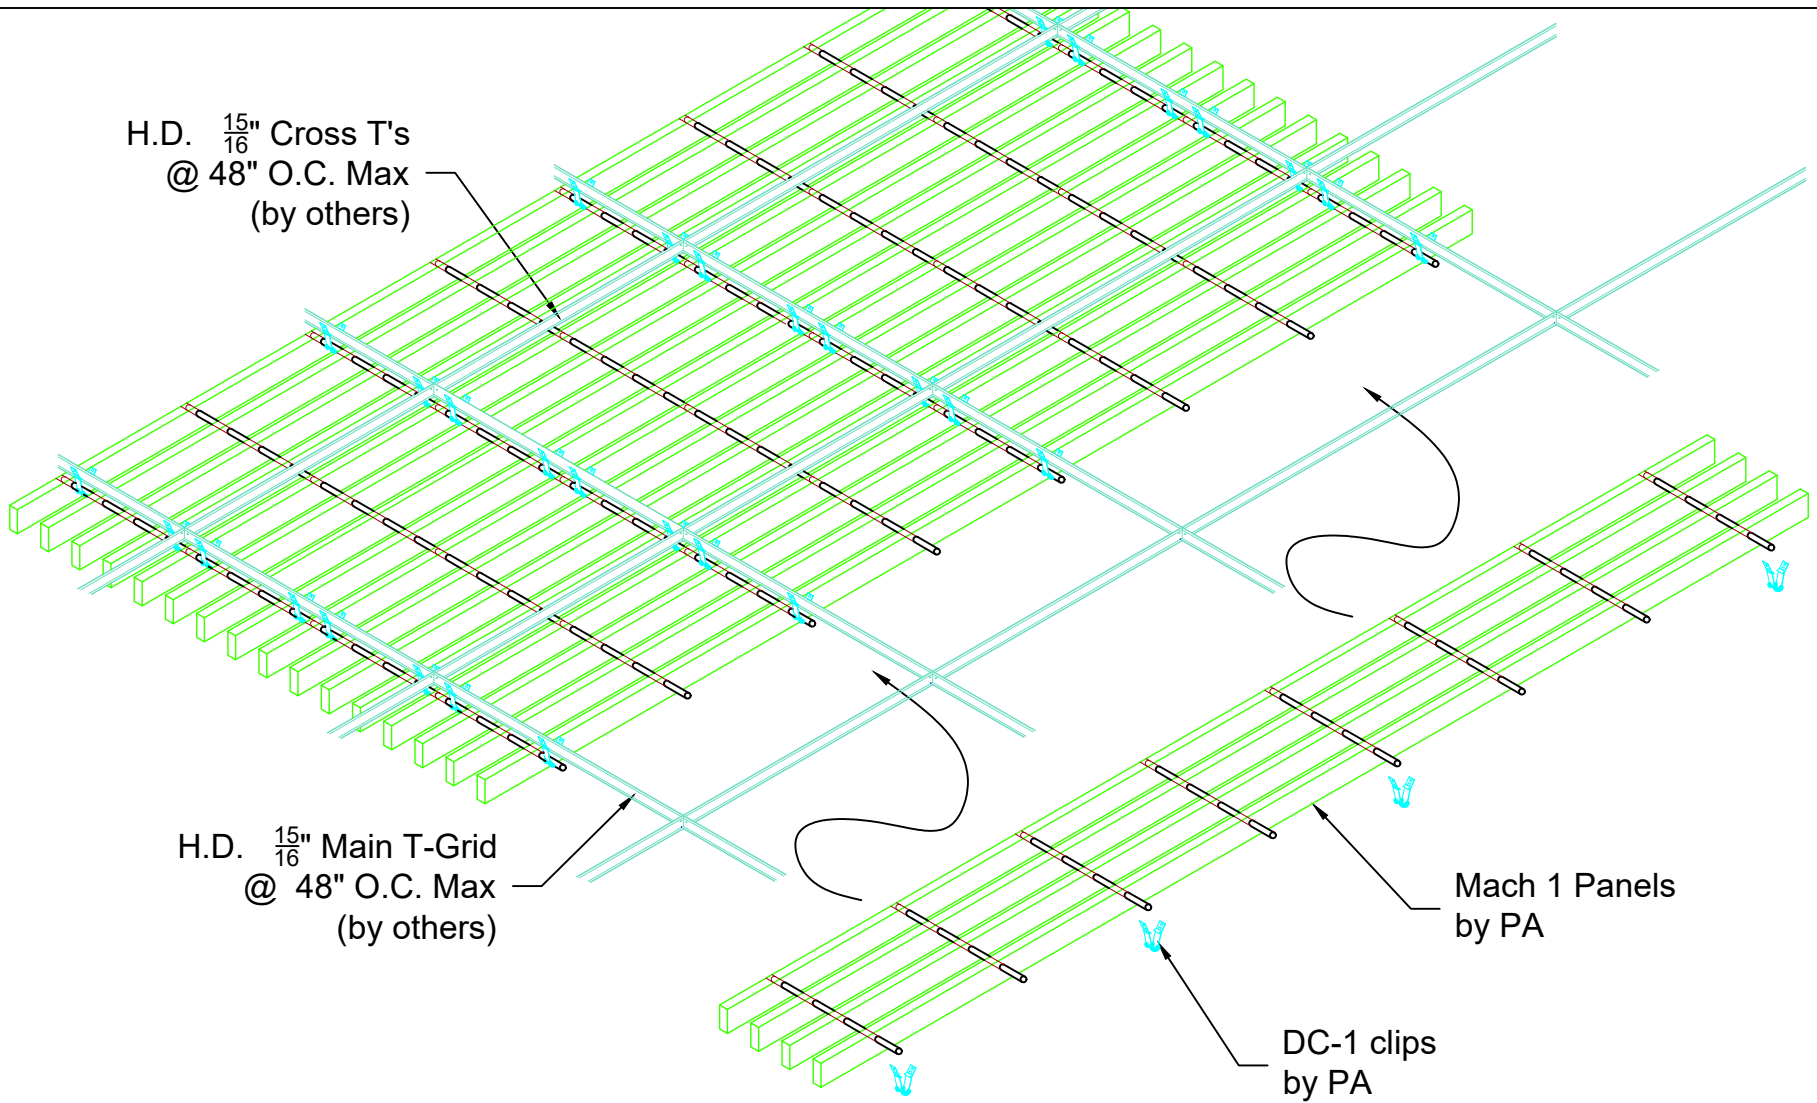 H.D. 15/16" Cross T's
@ 48" O.C. Max
(by others)
H.D. 15/16" Main T-Grid
@ 48" O.C. Max
(by others)
Mach 1 Panels
by PA
DC-1 clips
by PA